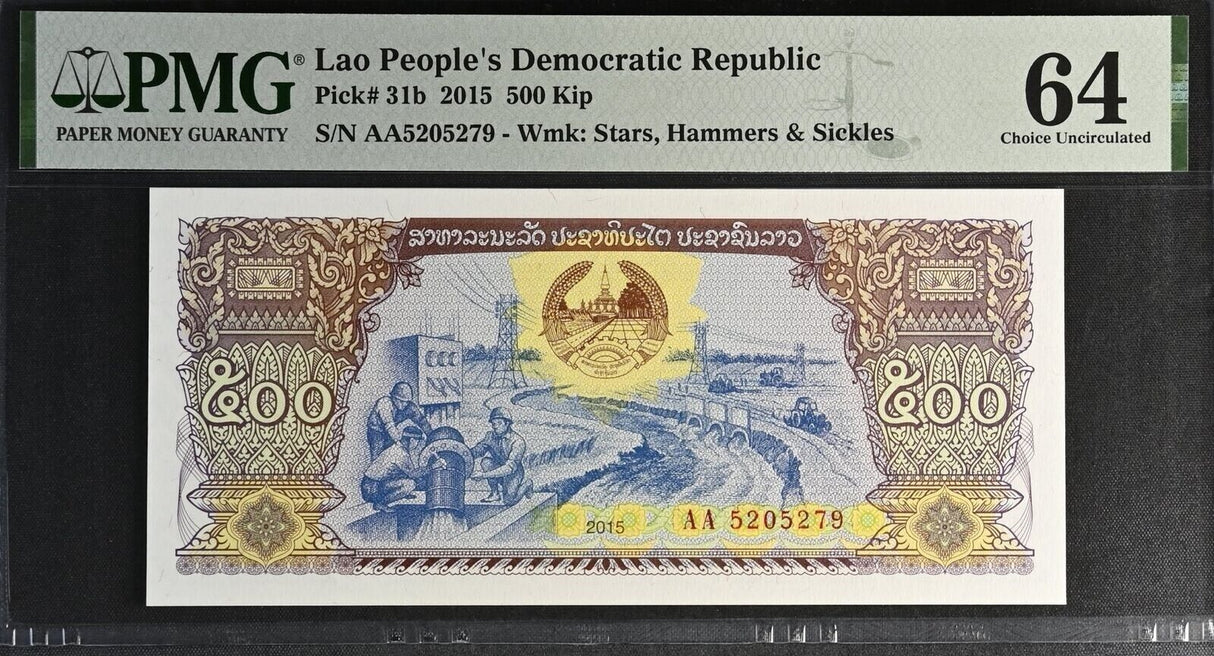 PMG®
PAPER MONEY GUARANTY
Lao People's Democratic Republic
Pick# 31b 2015 500 Kip
S/N AA5205279 - Wmk: Stars, Hammers & Sickles
64
Choice Uncirculated
ສາທາລະນະລັດ ປະຊາທິປະໄຕ ປະຊາຊົນລາວ
໕໐໐ ໕໐໐
2015 AA 5205279